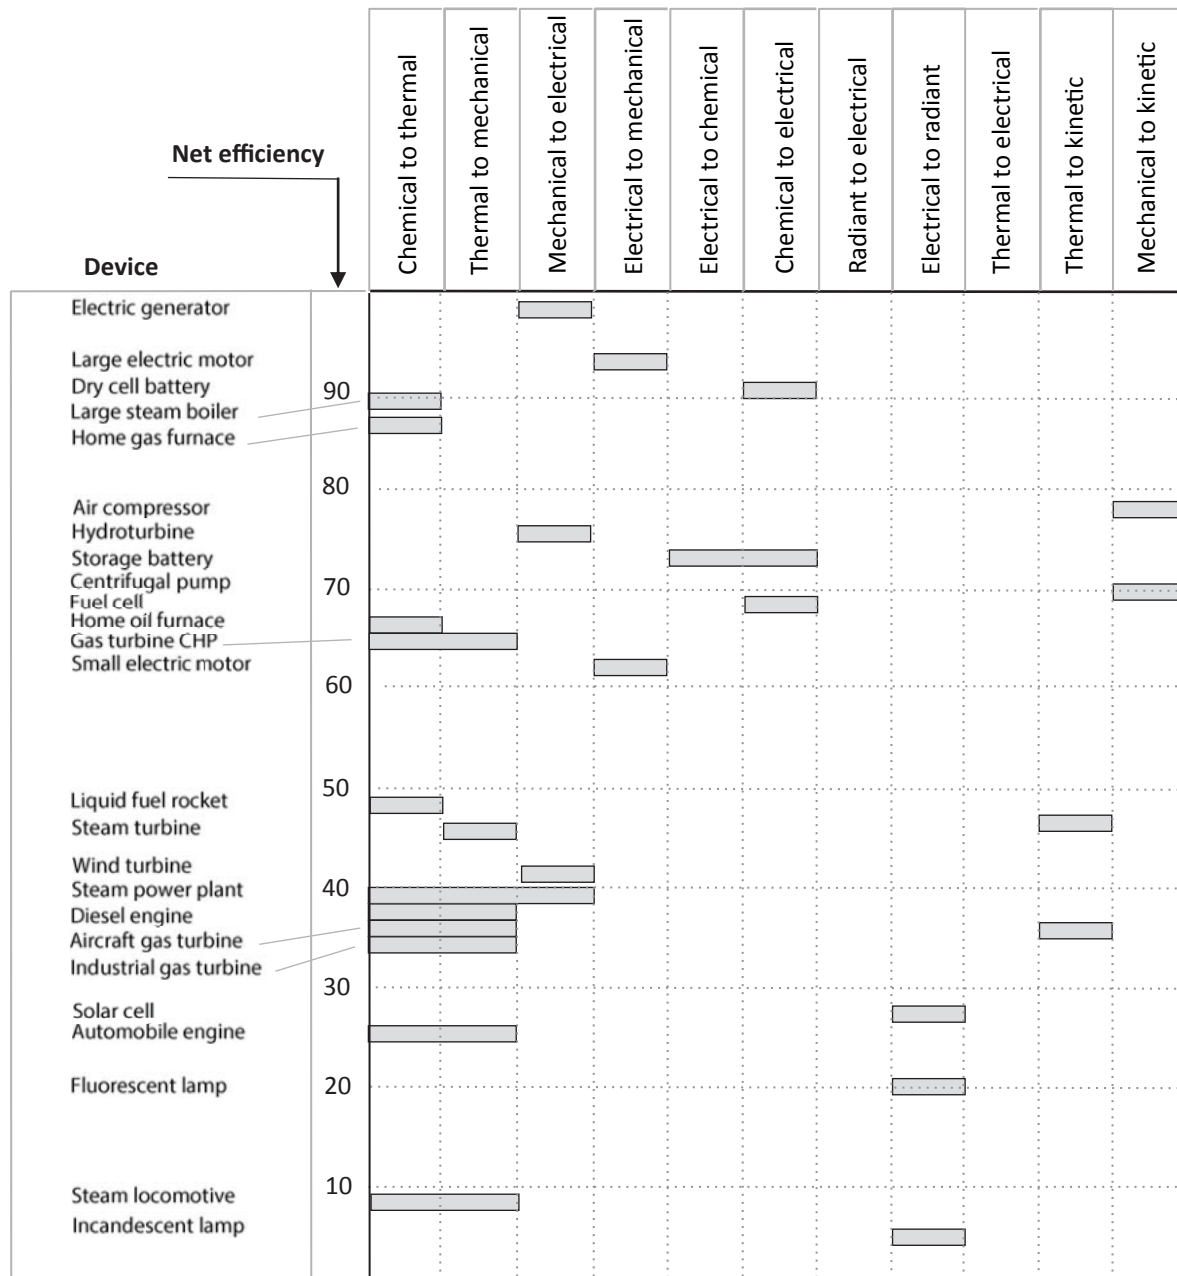 Chemical to thermal
Thermal to mechanical
Mechanical to electrical
Electrical to mechanical
Electrical to chemical
Chemical to electrical
Radiant to electrical
Electrical to radiant
Thermal to electrical
Thermal to kinetic
Mechanical to kinetic
Net efficiency
Device
Electric generator
Large electric motor
Dry cell battery
90
Large steam boiler
Home gas furnace
80
Air compressor
Hydroturbine
Storage battery
Centrifugal pump
70
Fuel cell
Home oil furnace
Gas turbine CHP
Small electric motor
60
50
Liquid fuel rocket
Steam turbine
Wind turbine
Steam power plant
40
Diesel engine
Aircraft gas turbine
Industrial gas turbine
30
Solar cell
Automobile engine
Fluorescent lamp
20
Steam locomotive
10
Incandescent lamp